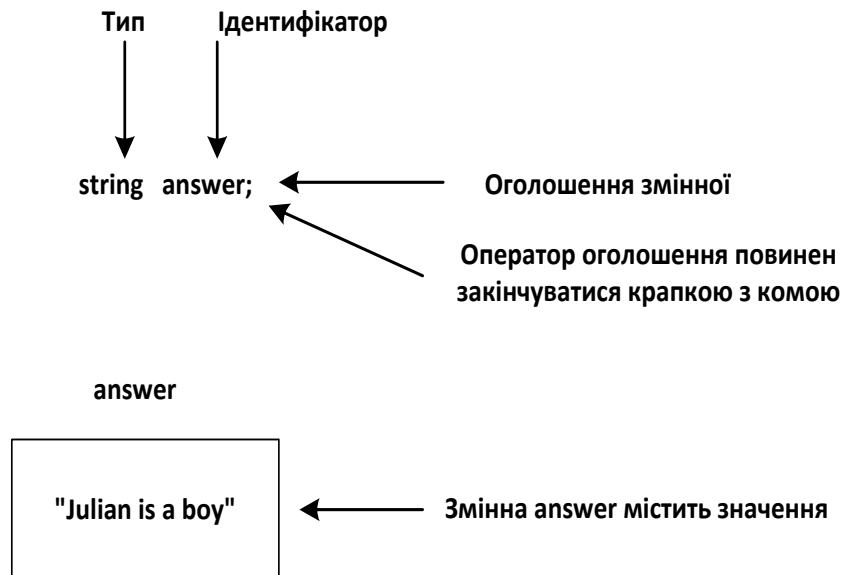 Тип Ідентифікатор
string answer;
Оголошення змінної
Оператор оголошення повинен
закінчуватися крапкою з комою
answer
"Julian is a boy"
Змінна answer містить значення